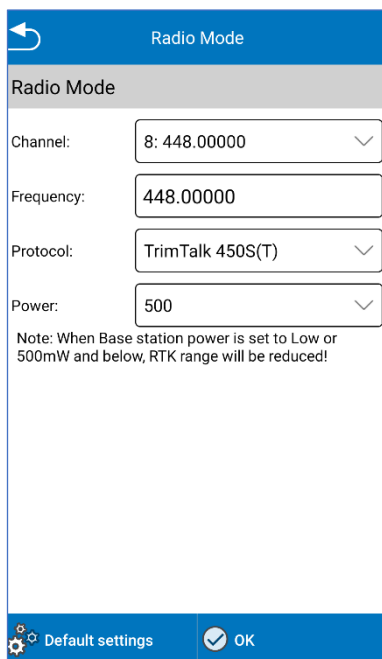 Radio Mode
Radio Mode
Channel: 8: 448.00000
Frequency: 448.00000
Protocol: TrimTalk 450S(T)
Power: 500
Note: When Base station power is set to Low or
500mW and below, RTK range will be reduced!
Default settings OK